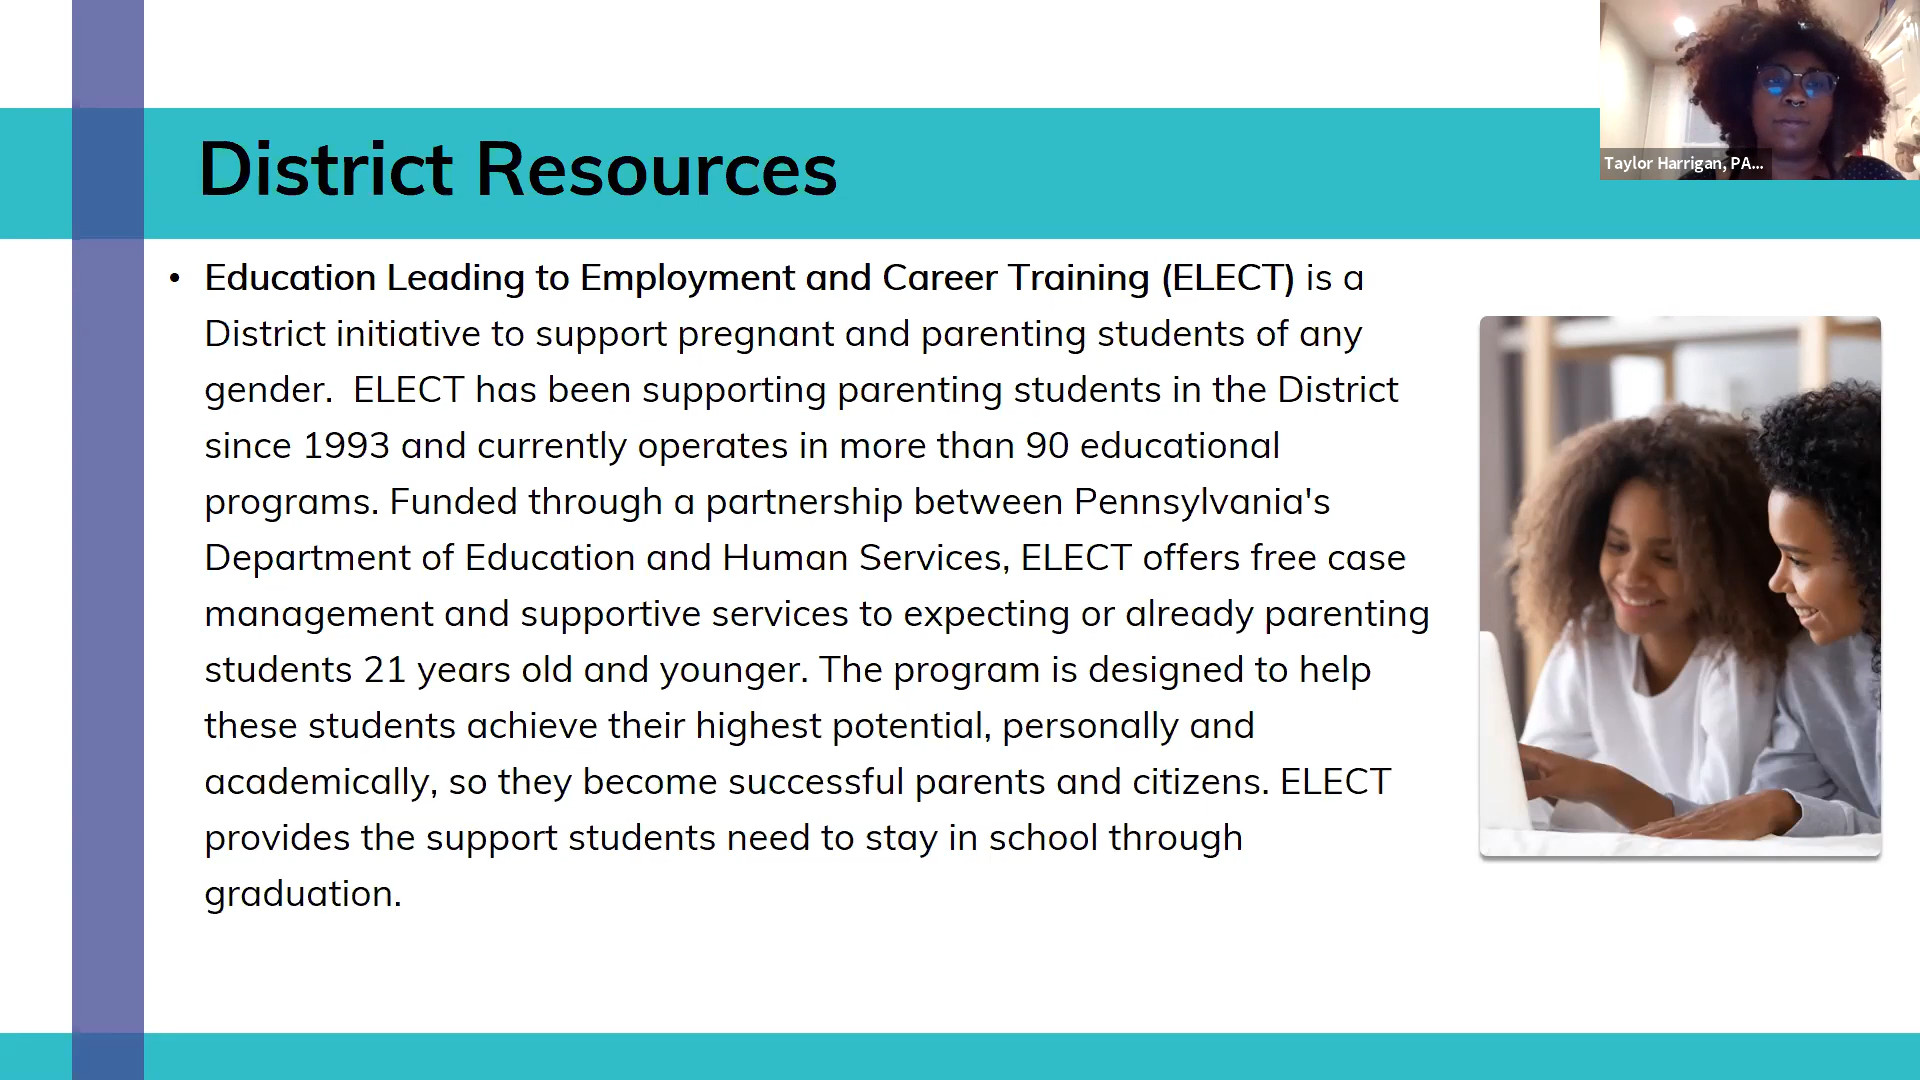 District Resources
Taylor Harrigan, PA...
• Education Leading to Employment and Career Training (ELECT) is a
District initiative to support pregnant and parenting students of any
gender.  ELECT has been supporting parenting students in the District
since 1993 and currently operates in more than 90 educational
programs. Funded through a partnership between Pennsylvania's
Department of Education and Human Services, ELECT offers free case
management and supportive services to expecting or already parenting
students 21 years old and younger. The program is designed to help
these students achieve their highest potential, personally and
academically, so they become successful parents and citizens. ELECT
provides the support students need to stay in school through
graduation.